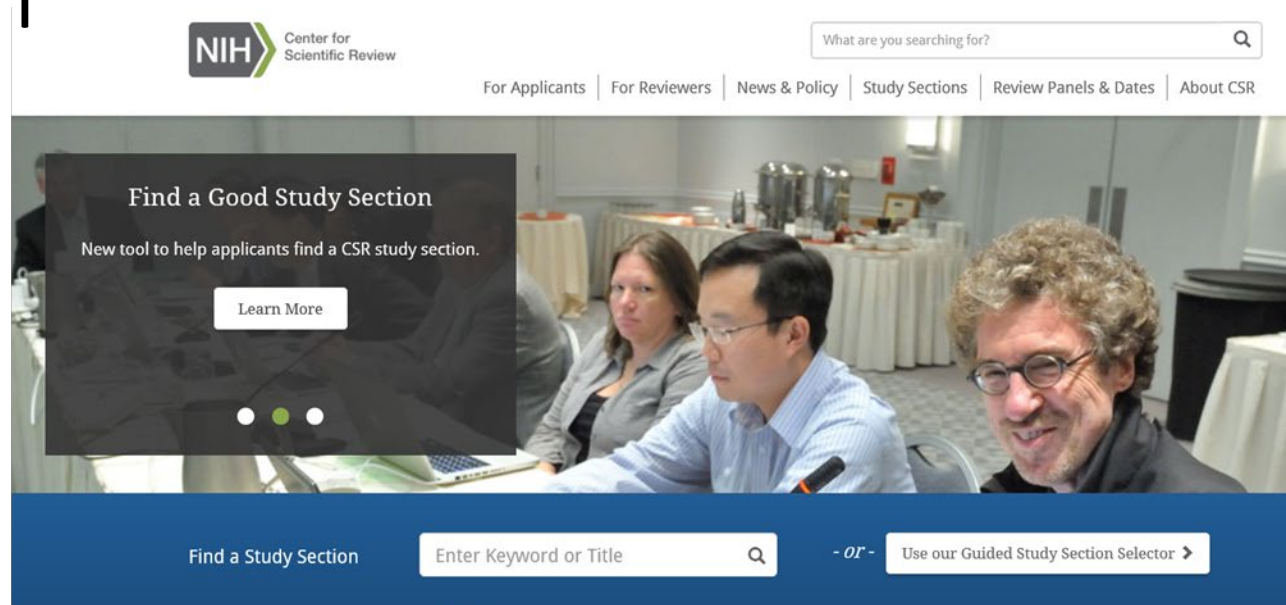 NIH
Center for
Scientific Review
What are you searching for?
For Applicants | For Reviewers | News & Policy | Study Sections | Review Panels & Dates | About CSR
Find a Good Study Section
New tool to help applicants find a CSR study section.
Learn More
Find a Study Section
Enter Keyword or Title
- or -
Use our Guided Study Section Selector